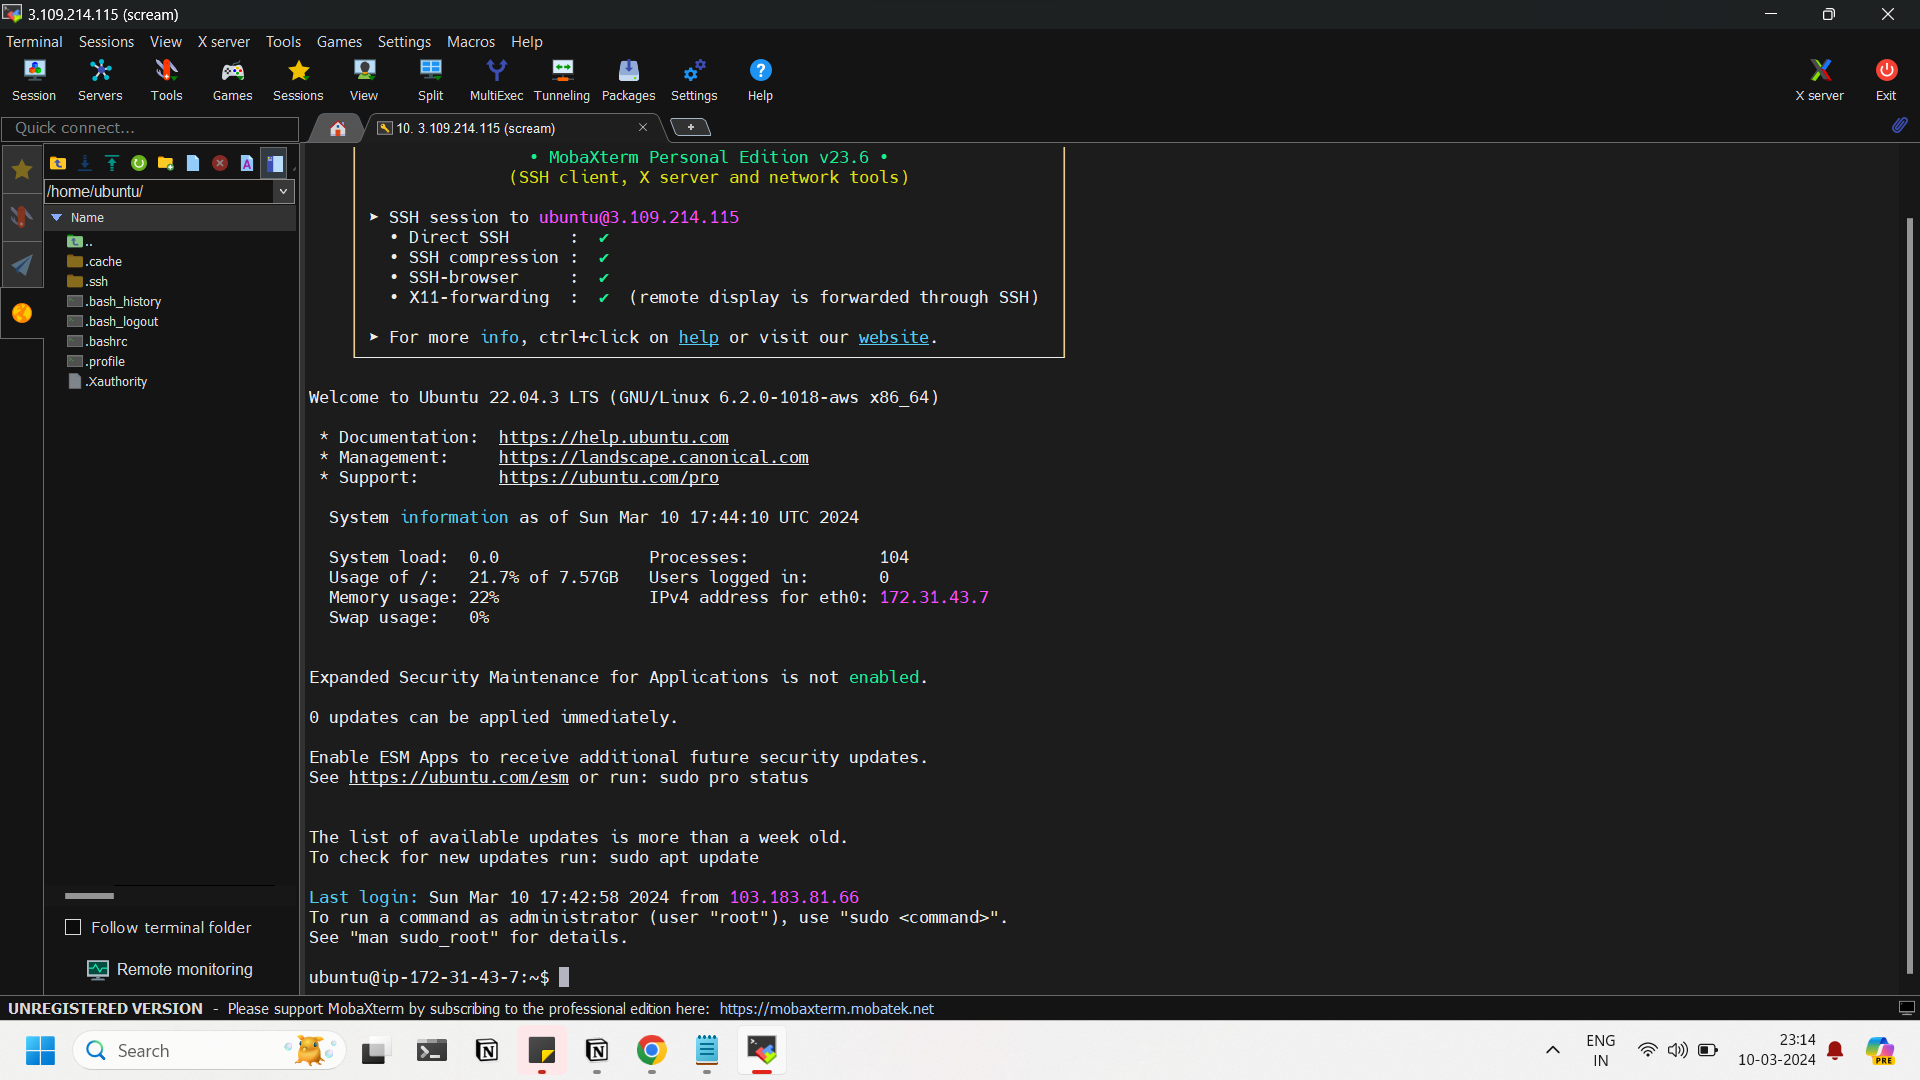 3.109.214.115 (scream)
Terminal Sessions View X server Tools Games Settings Macros Help
Session Servers Tools Games Sessions View Split MultiExec Tunneling Packages Settings Help X server Exit
Quick connect...
10. 3.109.214.115 (scream)
/home/ubuntu/
Name
..
.cache
.ssh
.bash_history
.bash_logout
.bashrc
.profile
.Xauthority
• MobaXterm Personal Edition v23.6 •
(SSH client, X server and network tools)
➤ SSH session to ubuntu@3.109.214.115
• Direct SSH : ✔
• SSH compression : ✔
• SSH-browser : ✔
• X11-forwarding : ✔ (remote display is forwarded through SSH)
➤ For more info, ctrl+click on help or visit our website.
Welcome to Ubuntu 22.04.3 LTS (GNU/Linux 6.2.0-1018-aws x86_64)
* Documentation: https://help.ubuntu.com
* Management: https://landscape.canonical.com
* Support: https://ubuntu.com/pro
System information as of Sun Mar 10 17:44:10 UTC 2024
System load: 0.0 Processes: 104
Usage of /: 21.7% of 7.57GB Users logged in: 0
Memory usage: 22% IPv4 address for eth0: 172.31.43.7
Swap usage: 0%
Expanded Security Maintenance for Applications is not enabled.
0 updates can be applied immediately.
Enable ESM Apps to receive additional future security updates.
See https://ubuntu.com/esm or run: sudo pro status
The list of available updates is more than a week old.
To check for new updates run: sudo apt update
Last login: Sun Mar 10 17:42:58 2024 from 103.183.81.66
To run a command as administrator (user "root"), use "sudo <command>".
See "man sudo_root" for details.
ubuntu@ip-172-31-43-7:~$
Follow terminal folder
Remote monitoring
UNREGISTERED VERSION - Please support MobaXterm by subscribing to the professional edition here: https://mobaxterm.mobatek.net
Search
ENG
IN
23:14
10-03-2024
PRE